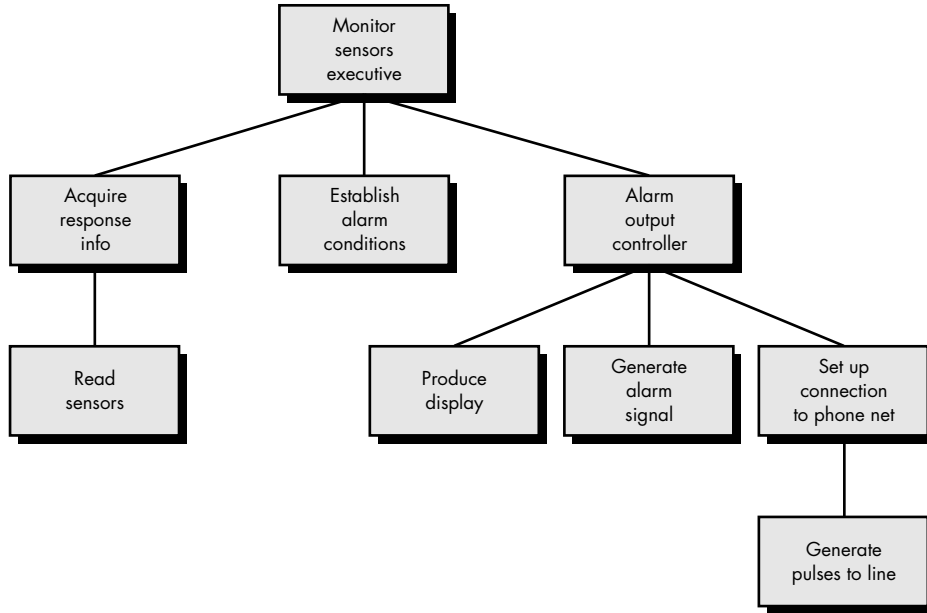 Monitor
sensors
executive
Acquire
response
info
Establish
alarm
conditions
Alarm
output
controller
Read
sensors
Produce
display
Generate
alarm
signal
Set up
connection
to phone net
Generate
pulses to line